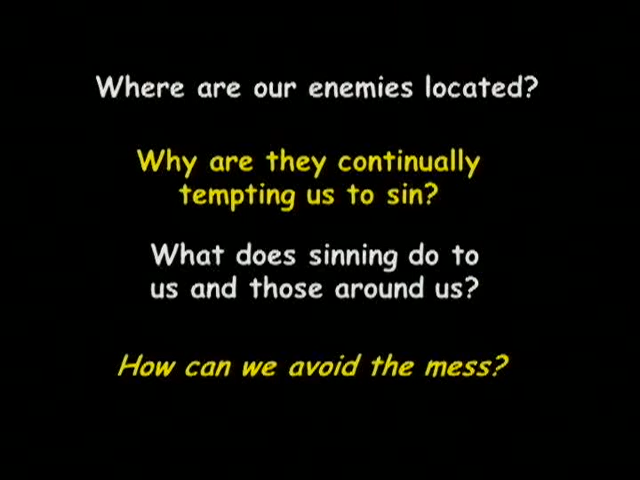 Where are our enemies located?
Why are they continually
tempting us to sin?
What does sinning do to
us and those around us?
How can we avoid the mess?